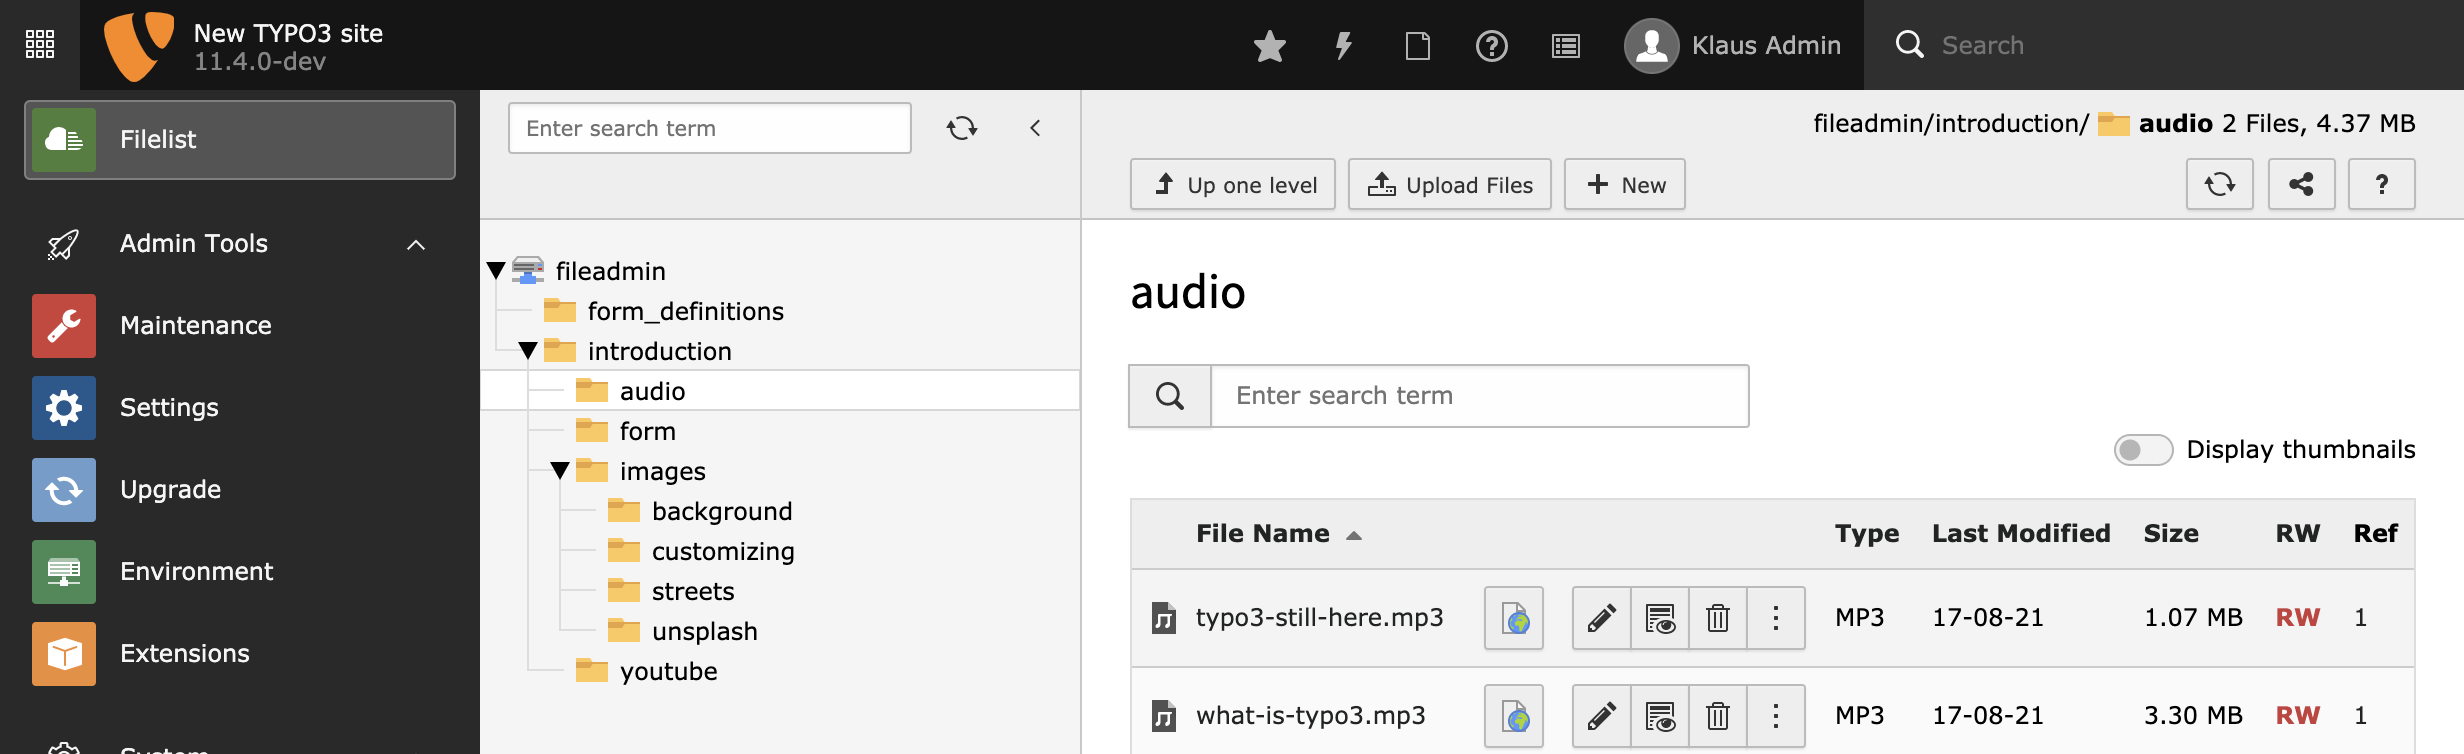 New TYPO3 site
11.4.0-dev
Klaus Admin
Search
Filelist
Admin Tools
Maintenance
Settings
Upgrade
Environment
Extensions
System
Enter search term
fileadmin
form_definitions
introduction
audio
form
images
background
customizing
streets
unsplash
youtube
fileadmin/introduction/ audio 2 Files, 4.37 MB
Up one level Upload Files New ?
audio
Enter search term
Display thumbnails
File Name Type Last Modified Size RW Ref
typo3-still-here.mp3 MP3 17-08-21 1.07 MB RW 1
what-is-typo3.mp3 MP3 17-08-21 3.30 MB RW 1